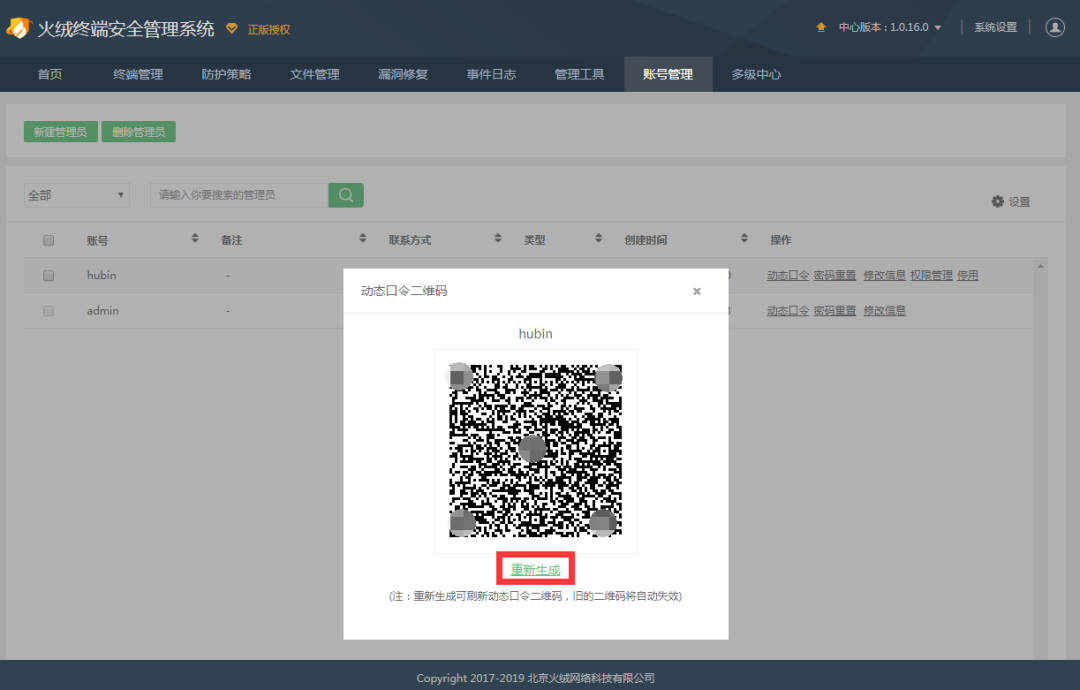 火绒终端安全管理系统 正版授权 中心版本：1.0.16.0 系统设置
首页 终端管理 防护策略 文件管理 漏洞修复 事件日志 管理工具 账号管理 多级中心
新建管理员 删除管理员
全部 请输入你要搜索的管理员 设置
账号 备注 联系方式 类型 创建时间 操作
hubin - 动态口令 密码重置 修改信息 权限管理 停用
admin - 动态口令 密码重置 修改信息
动态口令二维码
hubin
重新生成
(注：重新生成可刷新动态口令二维码，旧的二维码将自动失效)
Copyright 2017-2019 北京火绒网络科技有限公司